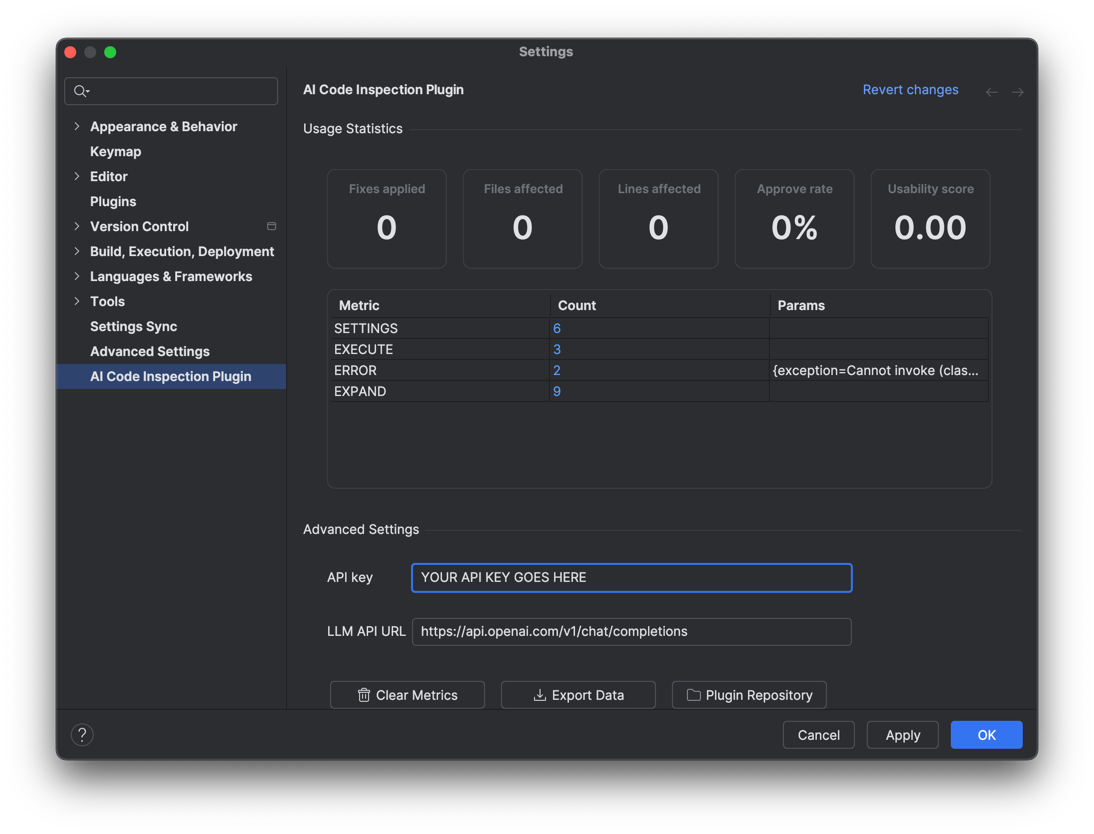 Settings
AI Code Inspection Plugin
Revert changes
Appearance & Behavior
Keymap
Editor
Plugins
Version Control
Build, Execution, Deployment
Languages & Frameworks
Tools
Settings Sync
Advanced Settings
AI Code Inspection Plugin
Usage Statistics
Fixes applied
0
Files affected
0
Lines affected
0
Approve rate
0%
Usability score
0.00
Metric Count Params
SETTINGS 6
EXECUTE 3
ERROR 2 {exception=Cannot invoke (clas...
EXPAND 9
Advanced Settings
API key YOUR API KEY GOES HERE
LLM API URL https://api.openai.com/v1/chat/completions
Clear Metrics Export Data Plugin Repository
? Cancel Apply OK